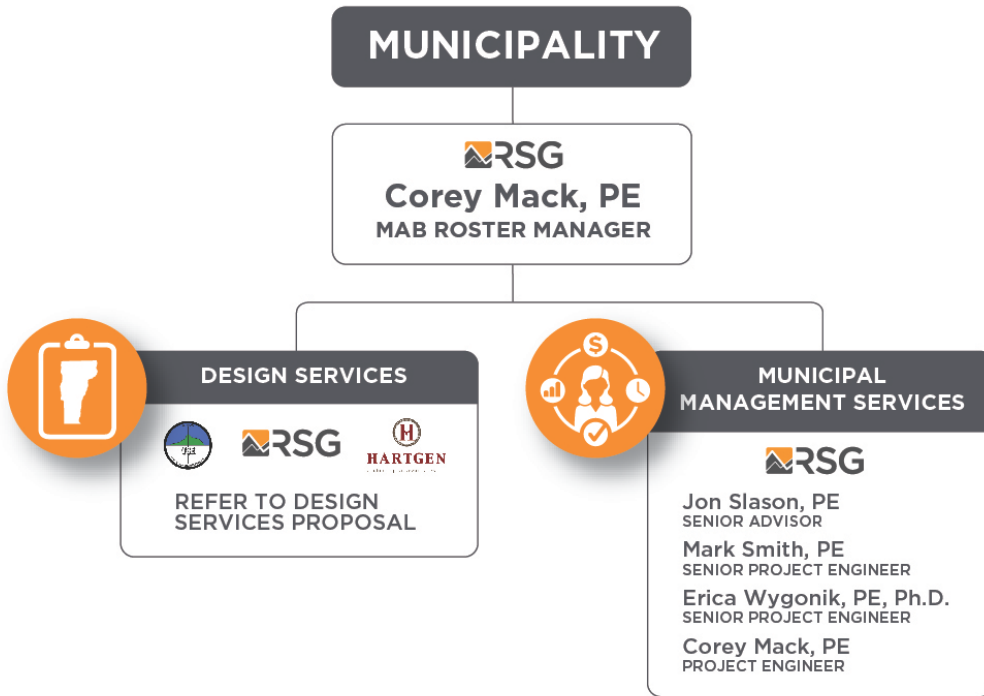 MUNICIPALITY
RSG
Corey Mack, PE
MAB ROSTER MANAGER
DESIGN SERVICES
RSG
H
HARTGEN
REFER TO DESIGN
SERVICES PROPOSAL
$
MUNICIPAL
MANAGEMENT SERVICES
RSG
Jon Slason, PE
SENIOR ADVISOR
Mark Smith, PE
SENIOR PROJECT ENGINEER
Erica Wygonik, PE, Ph.D.
SENIOR PROJECT ENGINEER
Corey Mack, PE
PROJECT ENGINEER